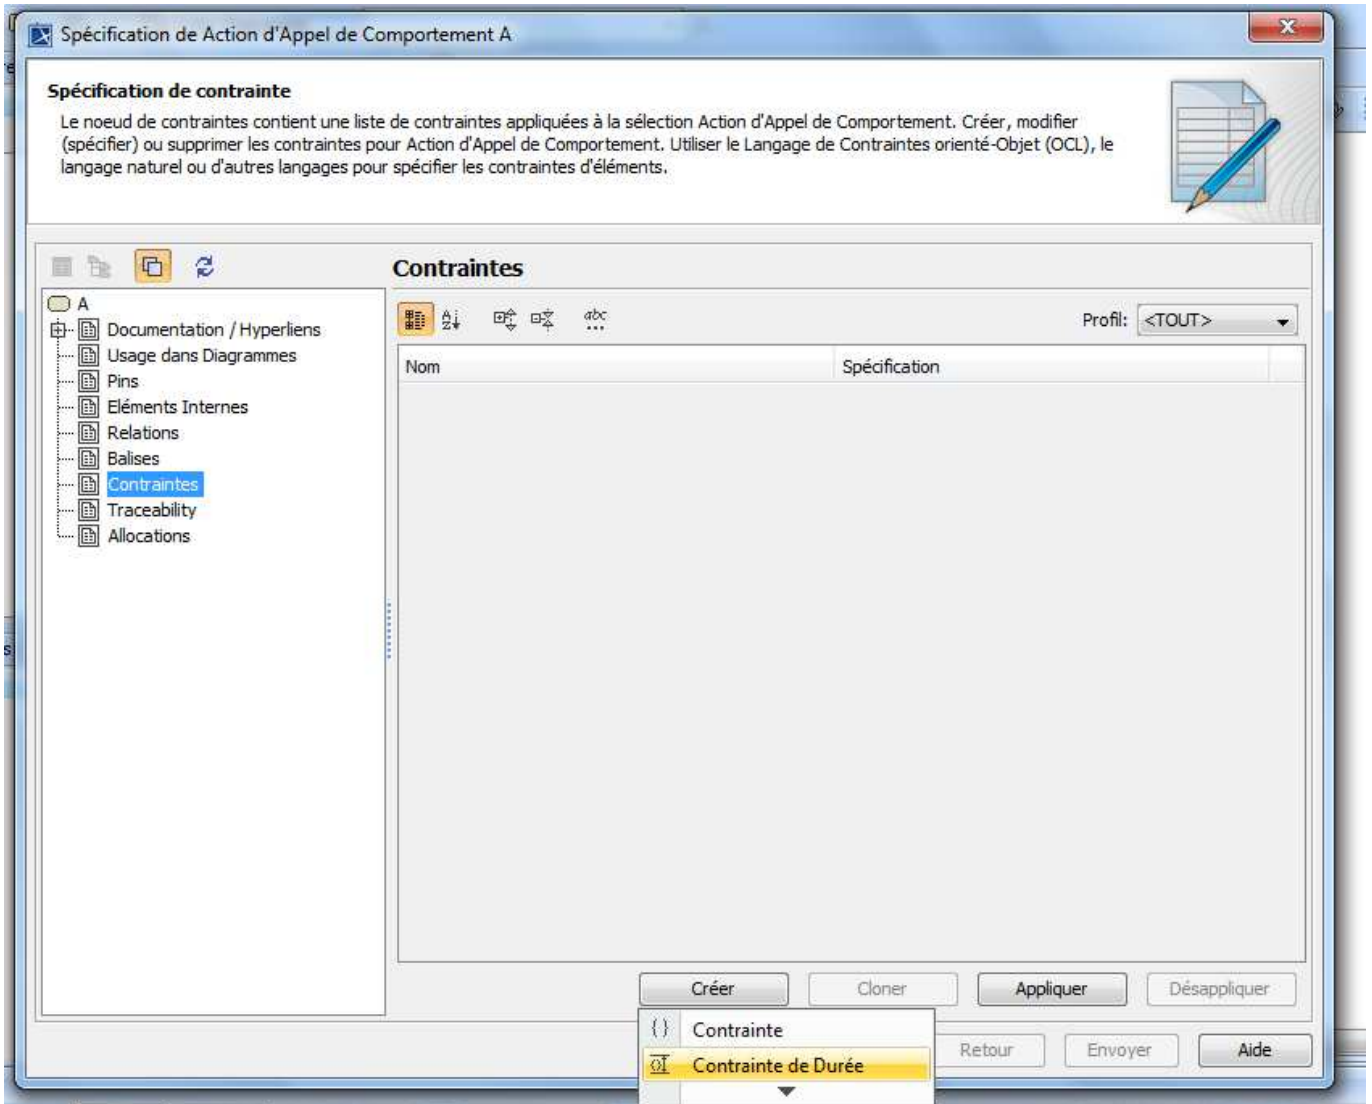 Spécification de Action d'Appel de Comportement A
Spécification de contrainte
Le noeud de contraintes contient une liste de contraintes appliquées à la sélection Action d'Appel de Comportement. Créer, modifier
(spécifier) ou supprimer les contraintes pour Action d'Appel de Comportement. Utiliser le Langage de Contraintes orienté-Objet (OCL), le
langage naturel ou d'autres langages pour spécifier les contraintes d'éléments.
Contraintes
A
Documentation / Hyperliens
Usage dans Diagrammes
Pins
Eléments Internes
Relations
Balises
Contraintes
Traceability
Allocations
Profil: <TOUT>
Nom Spécification
Créer Cloner Appliquer Désappliquer
{} Contrainte
Contrainte de Durée
Retour Envoyer Aide